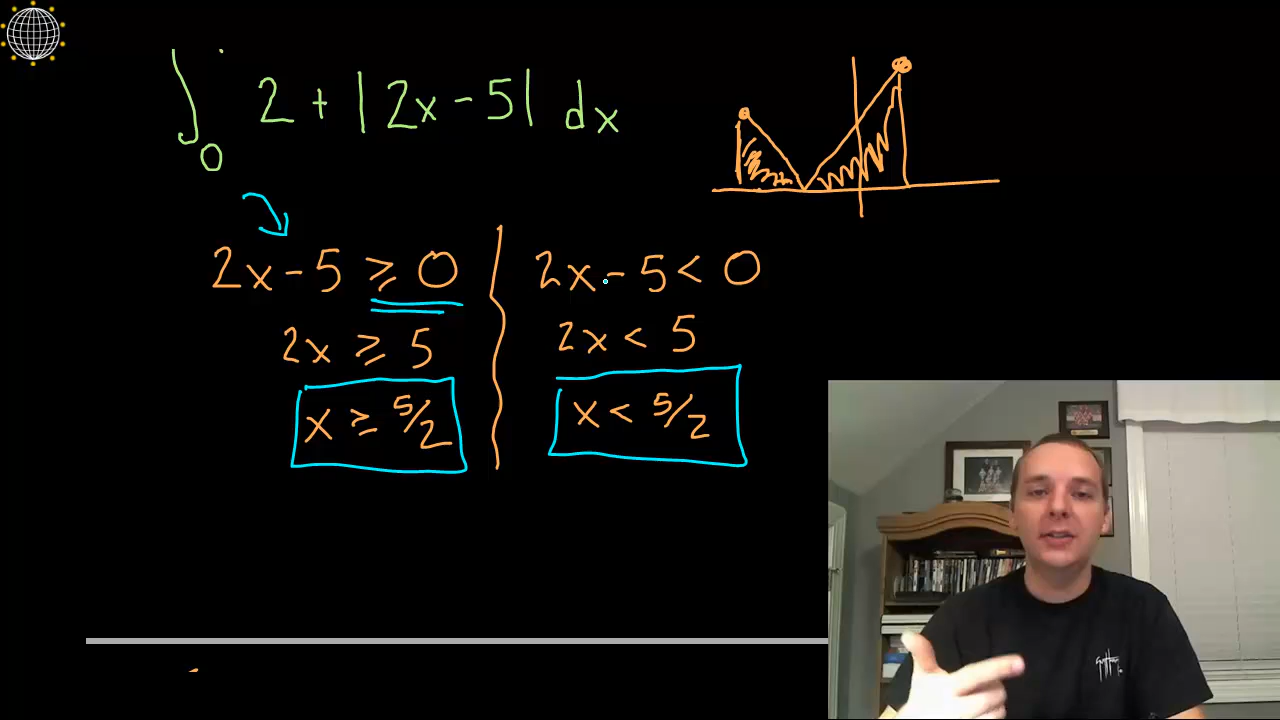 ∫₀ 2 + |2x - 5| dx
2x - 5 ≥ 0
2x ≥ 5
x ≥ 5/2
2x - 5 < 0
2x < 5
x < 5/2